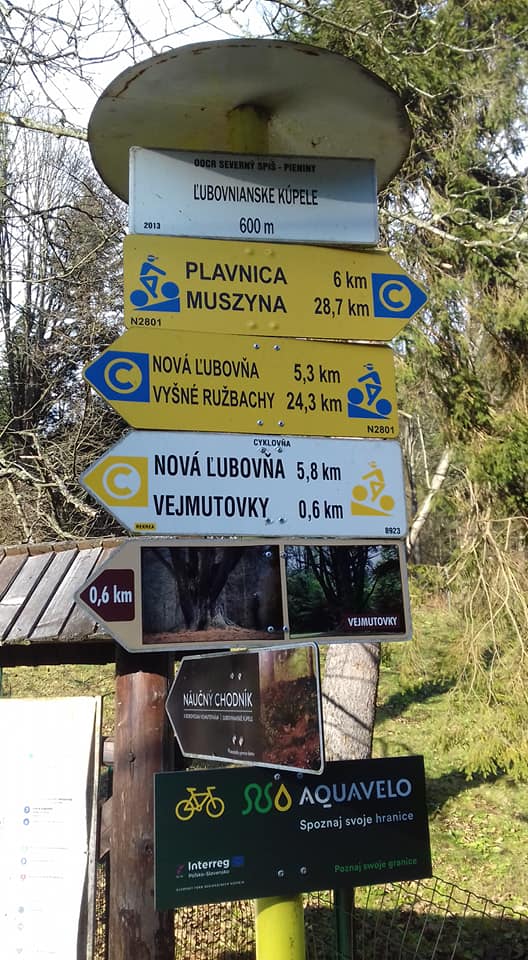 OOCR SEVERNÝ SPIŠ - PIENINY
ĽUBOVNIANSKE KÚPELE
2013
600 m
PLAVNICA 6 km
MUSZYNA 28,7 km
C
N2801
C
NOVÁ ĽUBOVŇA 5,3 km
VYŠNÉ RUŽBACHY 24,3 km
N2801
CYKLOVŇA
C
NOVÁ ĽUBOVŇA 5,8 km
VEJMUTOVKY 0,6 km
8923
0,6 km
VEJMUTOVKY
NÁUČNÝ CHODNÍK
AQUAVELO
Spoznaj svoje hranice
Interreg
Poľsko-Slovensko
Poznaj swoje granice